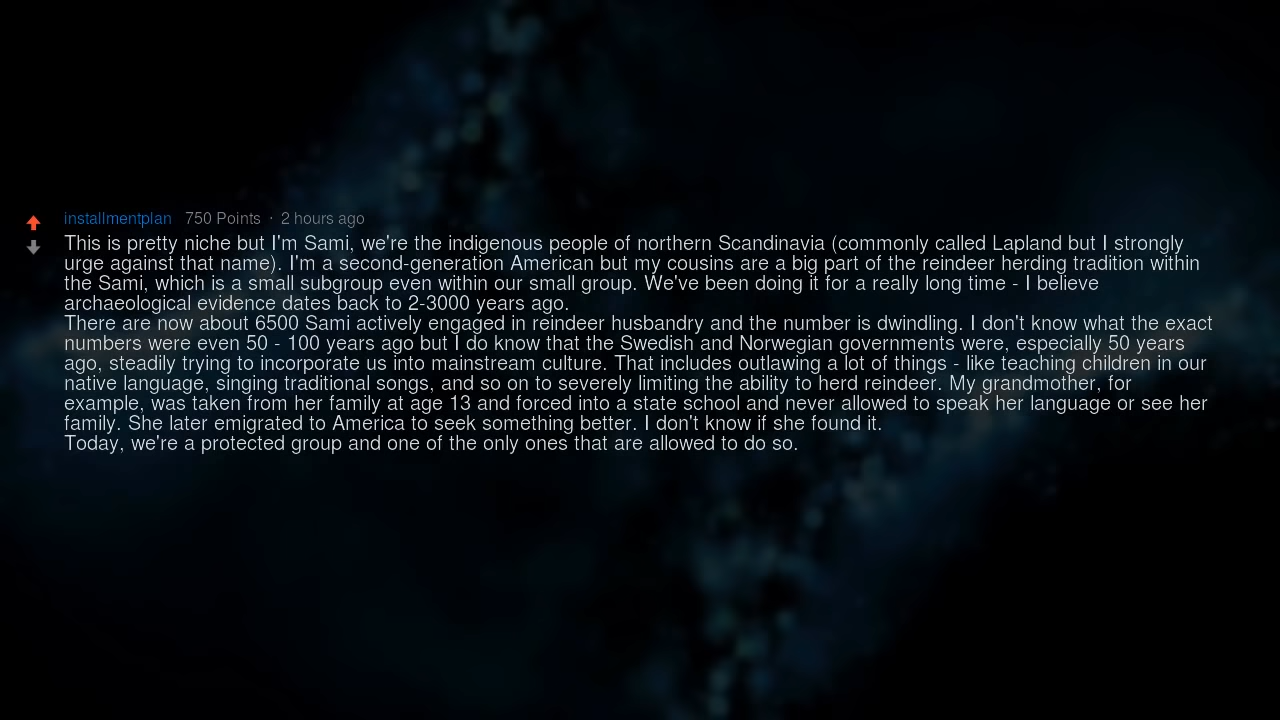 installmentplan 750 Points · 2 hours ago
This is pretty niche but I'm Sami, we're the indigenous people of northern Scandinavia (commonly called Lapland but I strongly
urge against that name). I'm a second-generation American but my cousins are a big part of the reindeer herding tradition within
the Sami, which is a small subgroup even within our small group. We've been doing it for a really long time - I believe
archaeological evidence dates back to 2-3000 years ago.
There are now about 6500 Sami actively engaged in reindeer husbandry and the number is dwindling. I don't know what the exact
numbers were even 50 - 100 years ago but I do know that the Swedish and Norwegian governments were, especially 50 years
ago, steadily trying to incorporate us into mainstream culture. That includes outlawing a lot of things - like teaching children in our
native language, singing traditional songs, and so on to severely limiting the ability to herd reindeer. My grandmother, for
example, was taken from her family at age 13 and forced into a state school and never allowed to speak her language or see her
family. She later emigrated to America to seek something better. I don't know if she found it.
Today, we're a protected group and one of the only ones that are allowed to do so.